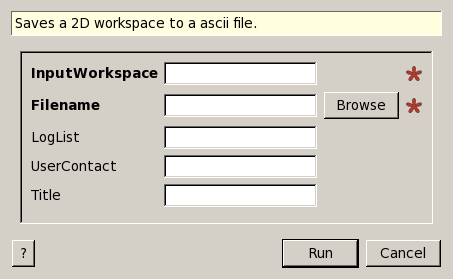 Saves a 2D workspace to a ascii file.
InputWorkspace
Filename
Browse
LogList
UserContact
Title
?
Run
Cancel